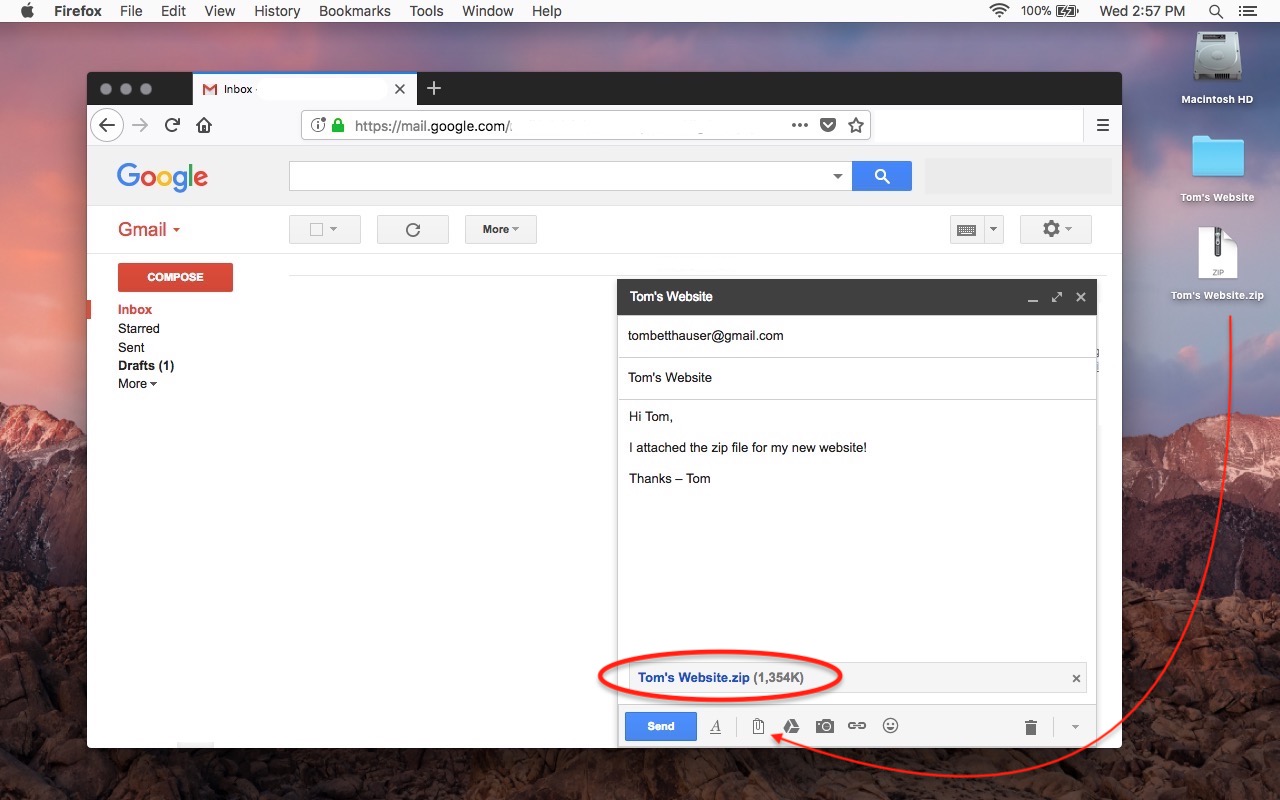 Firefox File Edit View History Bookmarks Tools Window Help 100% Wed 2:57 PM
Macintosh HD
Inbox
https://mail.google.com/
Google
Tom's Website
Gmail
More
ZIP
COMPOSE
Tom's Website.zip
Inbox
Starred
Sent
Drafts (1)
More
Tom's Website
tombetthauser@gmail.com
Tom's Website
Hi Tom,
I attached the zip file for my new website!
Thanks – Tom
Tom's Website.zip (1,354K)
Send A